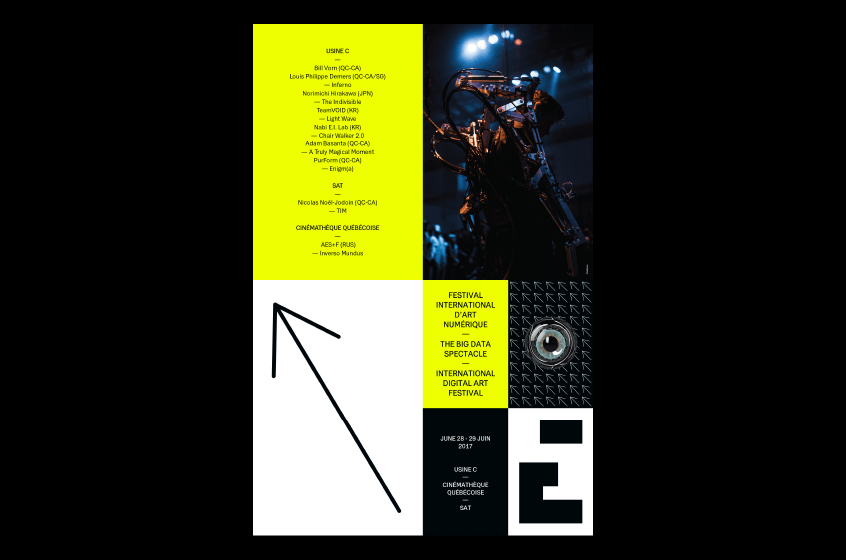 USINE C
—
Bill Vorn (QC-CA)
Louis Philippe Demers (QC-CA/SG)
— Inferno
Norimichi Hirakawa (JPN)
— The Indivisible
TeamVOID (KR)
— Light Wave
Nabi E.I. Lab (KR)
— Chair Walker 2.0
Adam Basanta (QC-CA)
— A Truly Magical Moment
PurForm (QC-CA)
— Enigm(a)
SAT
—
Nicolas Noël-Jodoin (QC-CA)
— TIM
CINÉMATHÈQUE QUÉBÉCOISE
—
AES+F (RUS)
— Inverso Mundus
FESTIVAL
INTERNATIONAL
D'ART
NUMÉRIQUE
—
THE BIG DATA
SPECTACLE
—
INTERNATIONAL
DIGITAL ART
FESTIVAL
JUNE 28 - 29 JUIN
2017
USINE C
—
CINÉMATHÈQUE
QUÉBÉCOISE
—
SAT